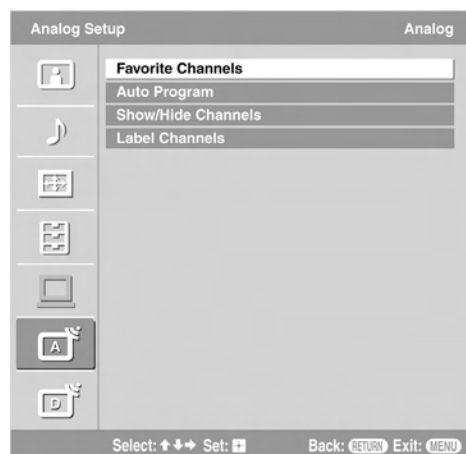 Analog Setup Analog
Favorite Channels
Auto Program
Show/Hide Channels
Label Channels
A
D
Select: ↑↓→ Set: + Back: RETURN Exit: MENU